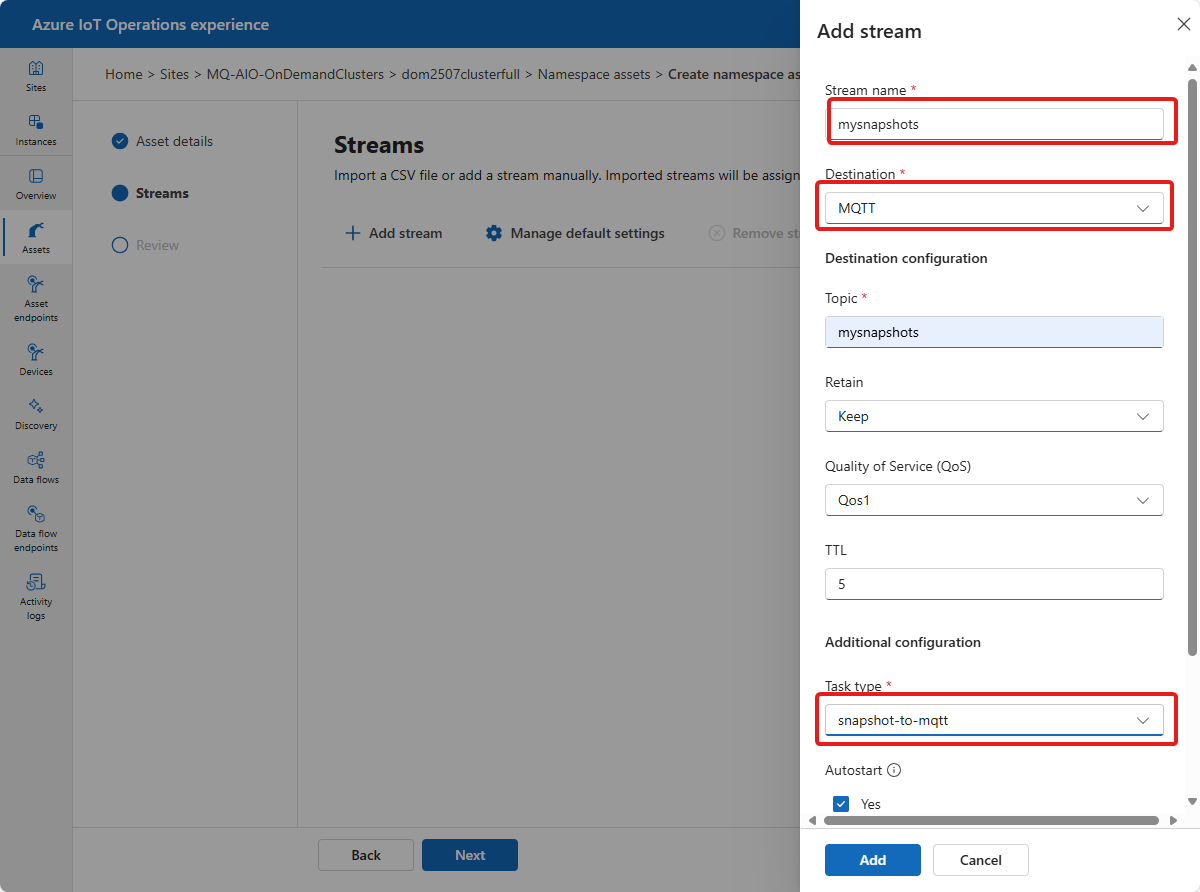 Azure IoT Operations experience
Home > Sites > MQ-AIO-OnDemandClusters > dom2507clusterfull > Namespace assets > Create namespace as
Sites
Instances
Overview
Assets
Asset
endpoints
Devices
Discovery
Data flows
Data flow
endpoints
Activity
logs
Asset details
Streams
Review
Streams
Import a CSV file or add a stream manually. Imported streams will be assign
Add stream
Manage default settings
Remove st
Back
Next
Add stream
Stream name *
mysnapshots
Destination *
MQTT
Destination configuration
Topic *
mysnapshots
Retain
Keep
Quality of Service (QoS)
Qos1
TTL
5
Additional configuration
Task type *
snapshot-to-mqtt
Autostart
Yes
Add
Cancel